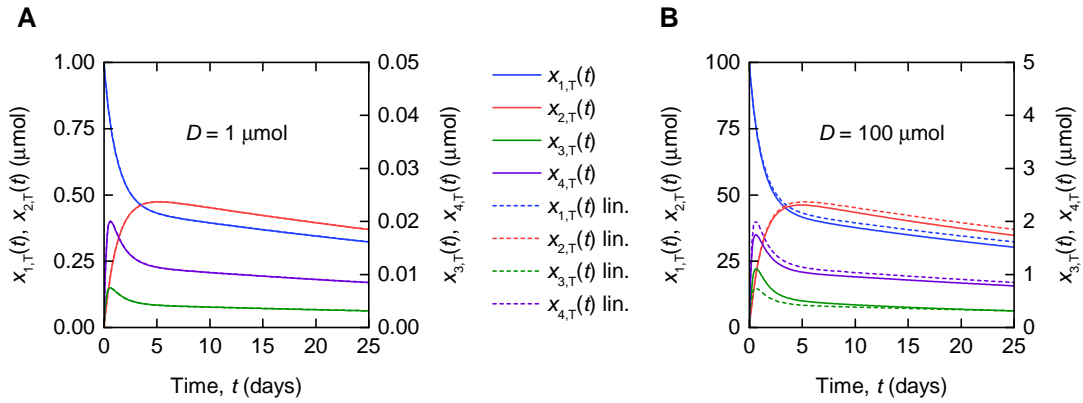 A
B
1.00
0.75
0.50
0.25
0.00
x1,T(t), x2,T(t) (μmol)
D = 1 μmol
0.05
0.04
0.03
0.02
0.01
0.00
x3,T(t), x4,T(t) (μmol)
0 5 10 15 20 25
Time, t (days)
x1,T(t)
x2,T(t)
x3,T(t)
x4,T(t)
x1,T(t) lin.
x2,T(t) lin.
x3,T(t) lin.
x4,T(t) lin.
100
75
50
25
0
x1,T(t), x2,T(t) (μmol)
D = 100 μmol
5
4
3
2
1
0
x3,T(t), x4,T(t) (μmol)
0 5 10 15 20 25
Time, t (days)